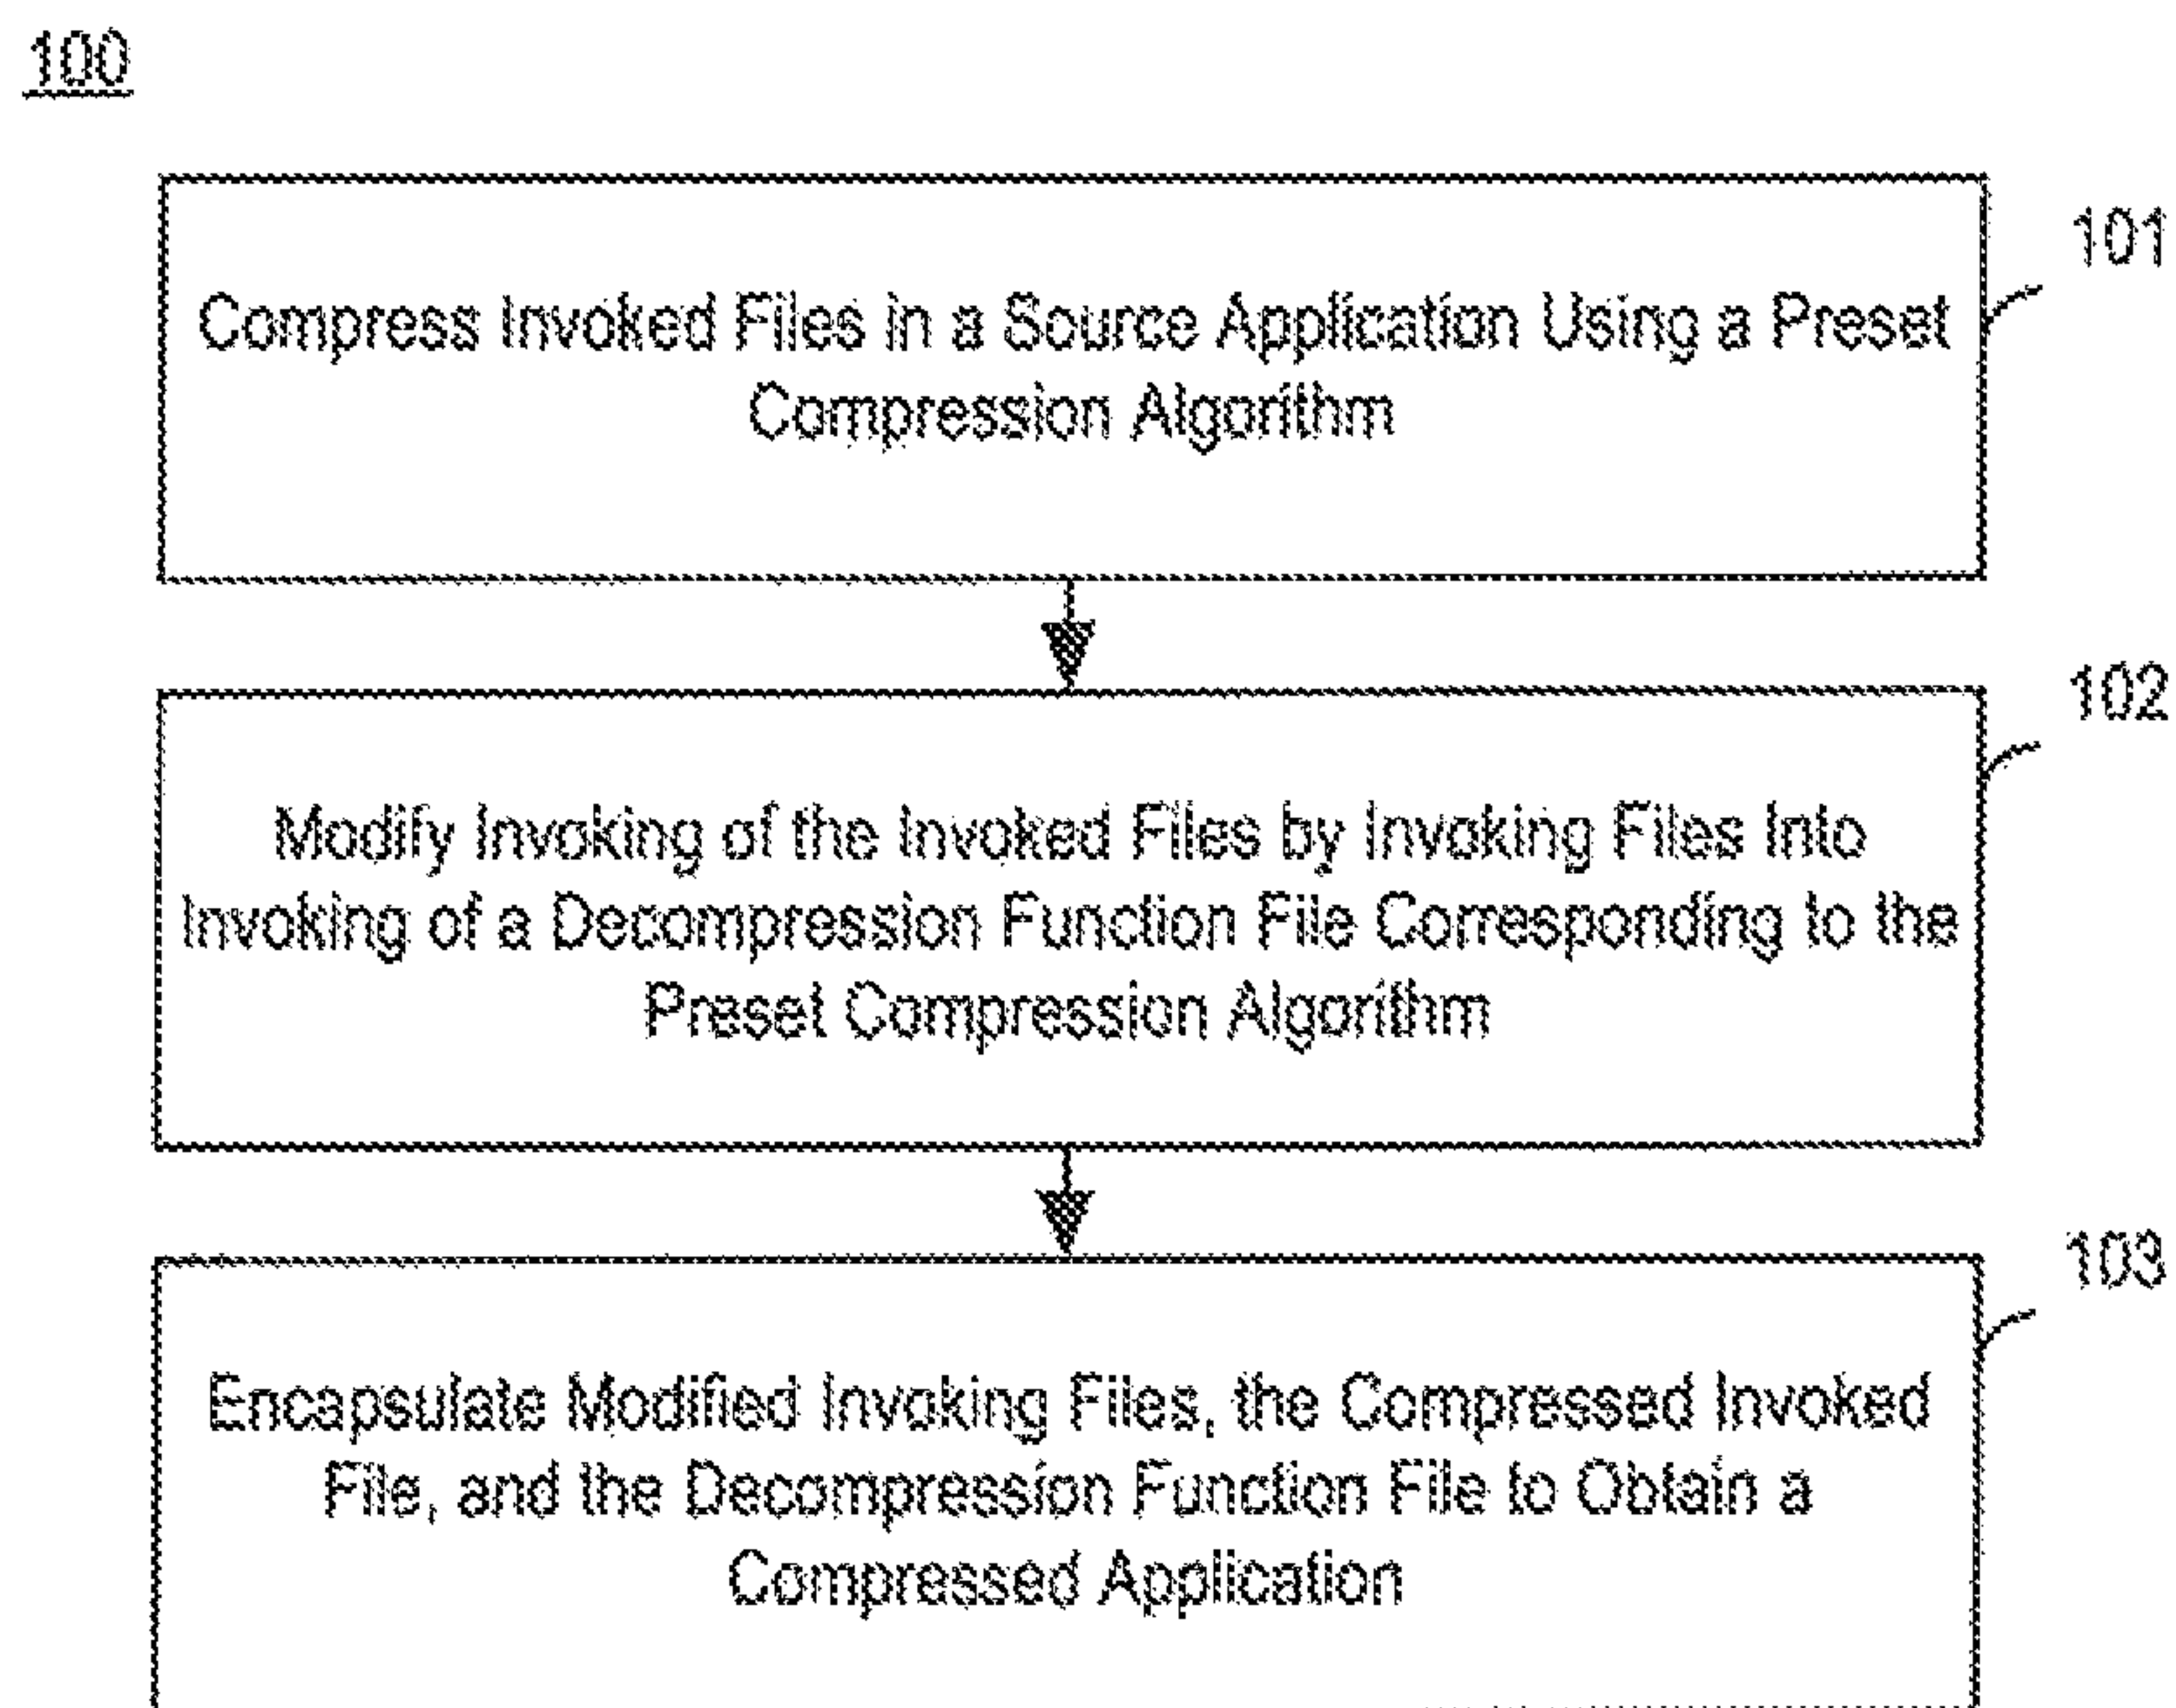 100
101
Compress Invoked Files in a Source Application Using a Preset
Compression Algorithm
102
Modify Invoking of the Invoked Files by Invoking Files Into
Invoking of a Decompression Function File Corresponding to the
Preset Compression Algorithm
103
Encapsulate Modified Invoking Files, the Compressed Invoked
File, and the Decompression Function File to Obtain a
Compressed Application